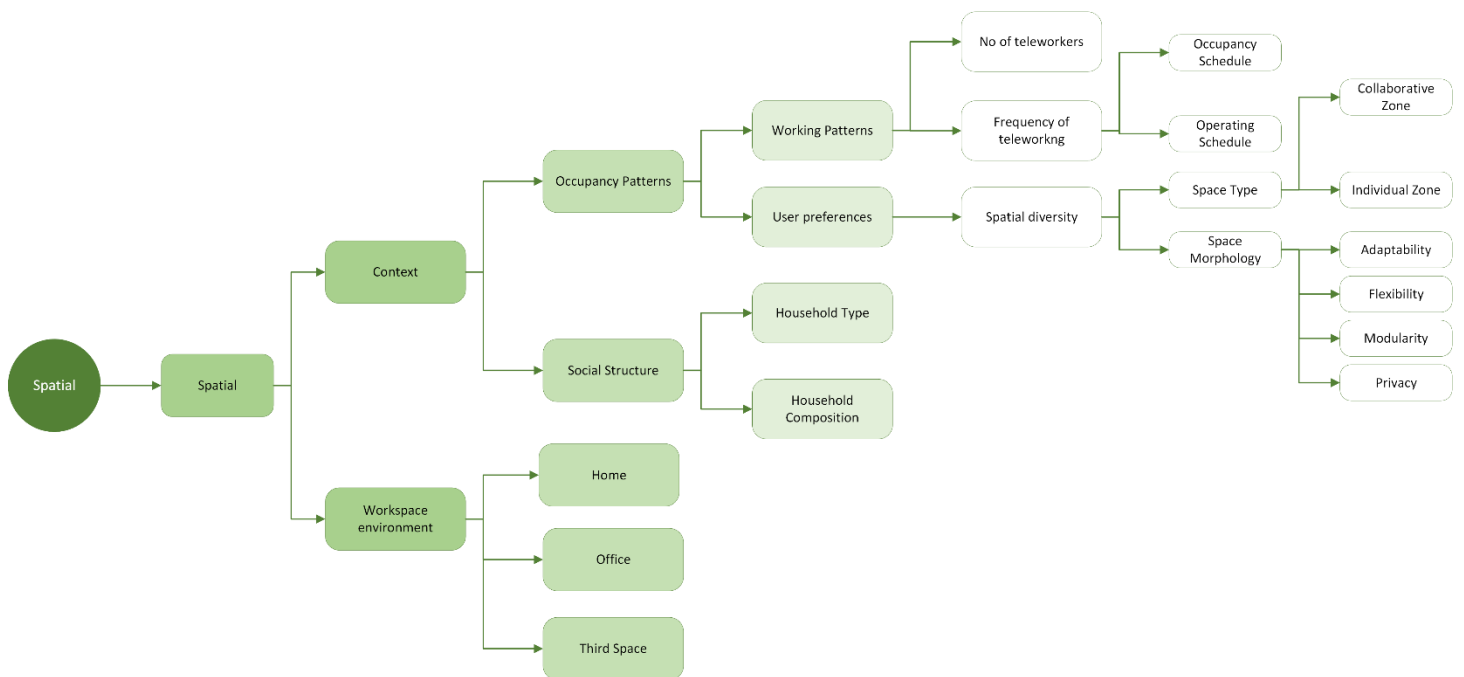 Spatial
Spatial
Context
Workspace
environment
Occupancy Patterns
Social Structure
Home
Office
Third Space
Working Patterns
User preferences
Household Type
Household
Composition
No of teleworkers
Frequency of
teleworkng
Spatial diversity
Occupancy
Schedule
Operating
Schedule
Space Type
Space
Morphology
Collaborative
Zone
Individual Zone
Adaptability
Flexibility
Modularity
Privacy